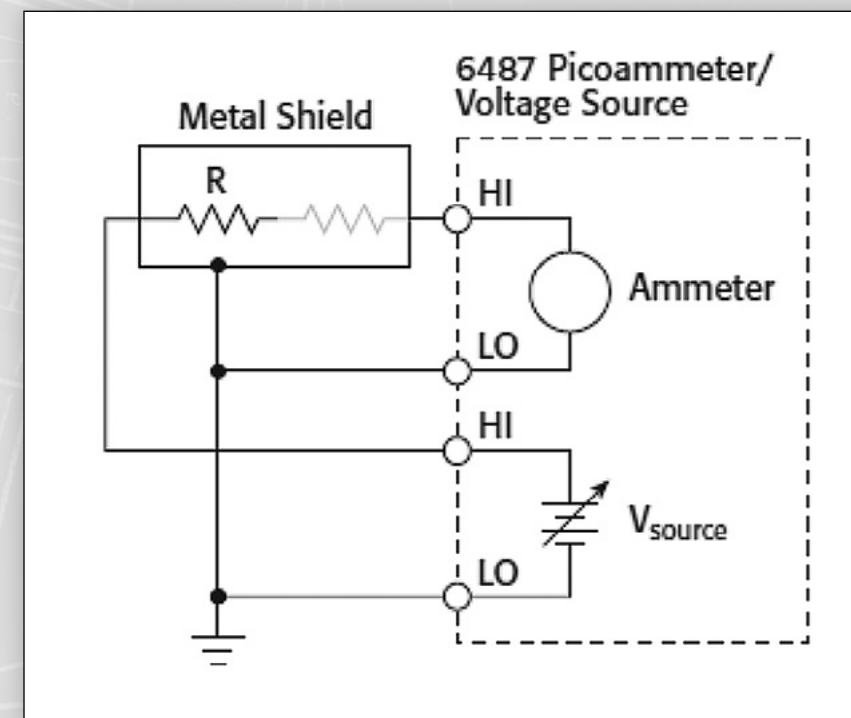 6487 Picoammeter/
Voltage Source
Metal Shield
R
HI
Ammeter
LO
HI
Vsource
LO